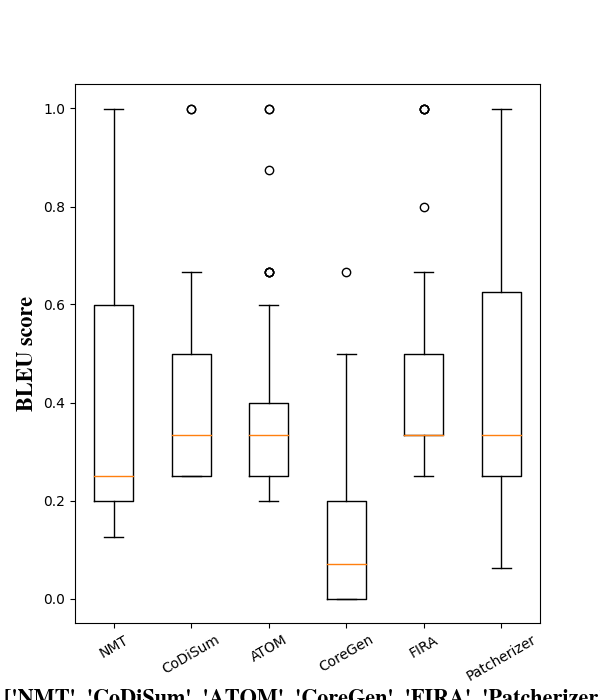 1.0
0.8
0.6
0.4
0.2
0.0
BLEU score
NMT
CoDiSum
ATOM
CoreGen
FIRA
Patcherizer
['NMT', 'CoDiSum', 'ATOM', 'CoreGen', 'FIRA', 'Patcherizer